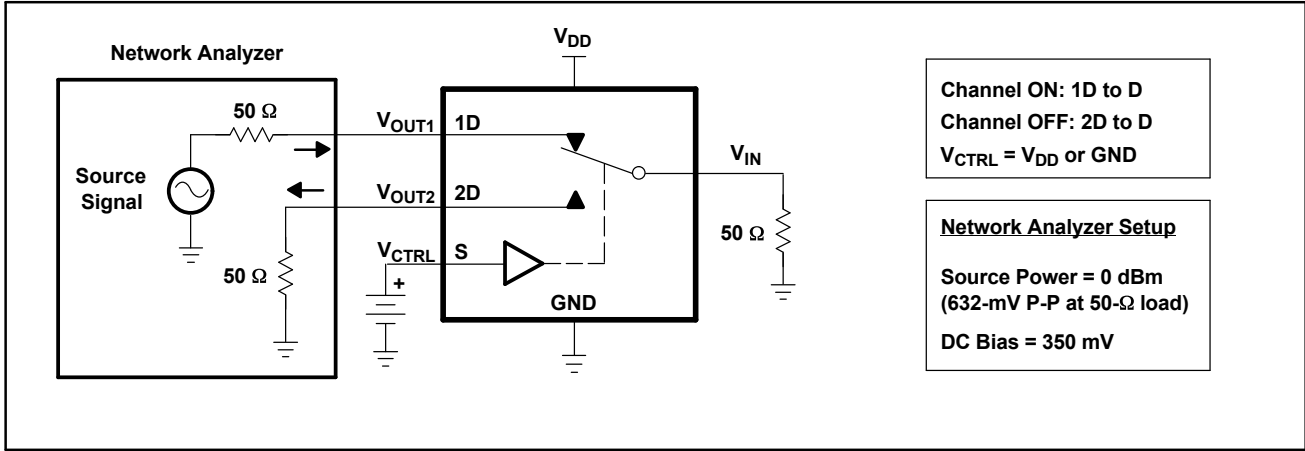 Network Analyzer
50 Ω
Source
Signal
50 Ω
V_DD
V_OUT1
1D
V_OUT2
2D
V_CTRL
S
+
GND
V_IN
50 Ω
Channel ON: 1D to D
Channel OFF: 2D to D
V_CTRL = V_DD or GND
Network Analyzer Setup
Source Power = 0 dBm
(632-mV P-P at 50-Ω load)
DC Bias = 350 mV